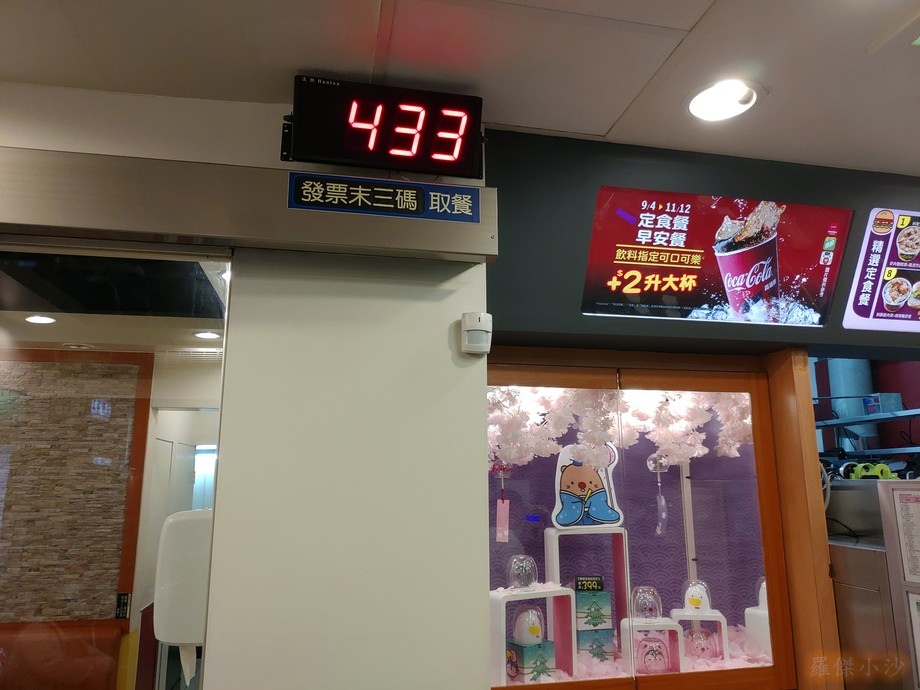 433
發票末三碼 取餐
9/4 ▸ 11/12
定食餐
早安餐
飲料指定可口可樂
+$2升大杯
Coca-Cola
精選定食餐
1
8
399
羅傑小沙